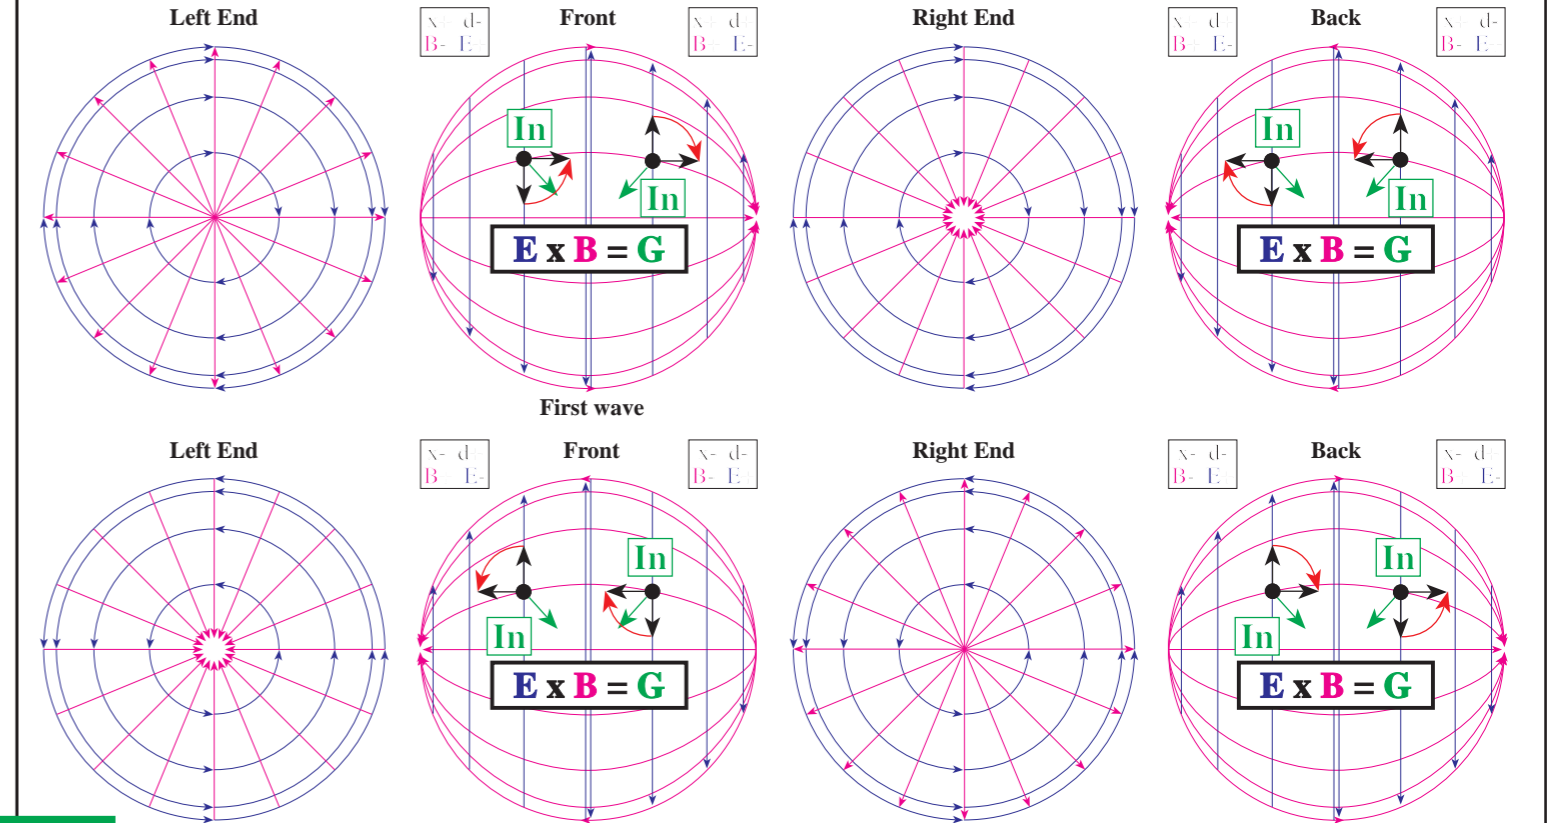 Left End
Front
Right End
Back
In
In
In
In
E x B = G
E x B = G
First wave
Left End
Front
Right End
Back
In
In
In
In
E x B = G
E x B = G